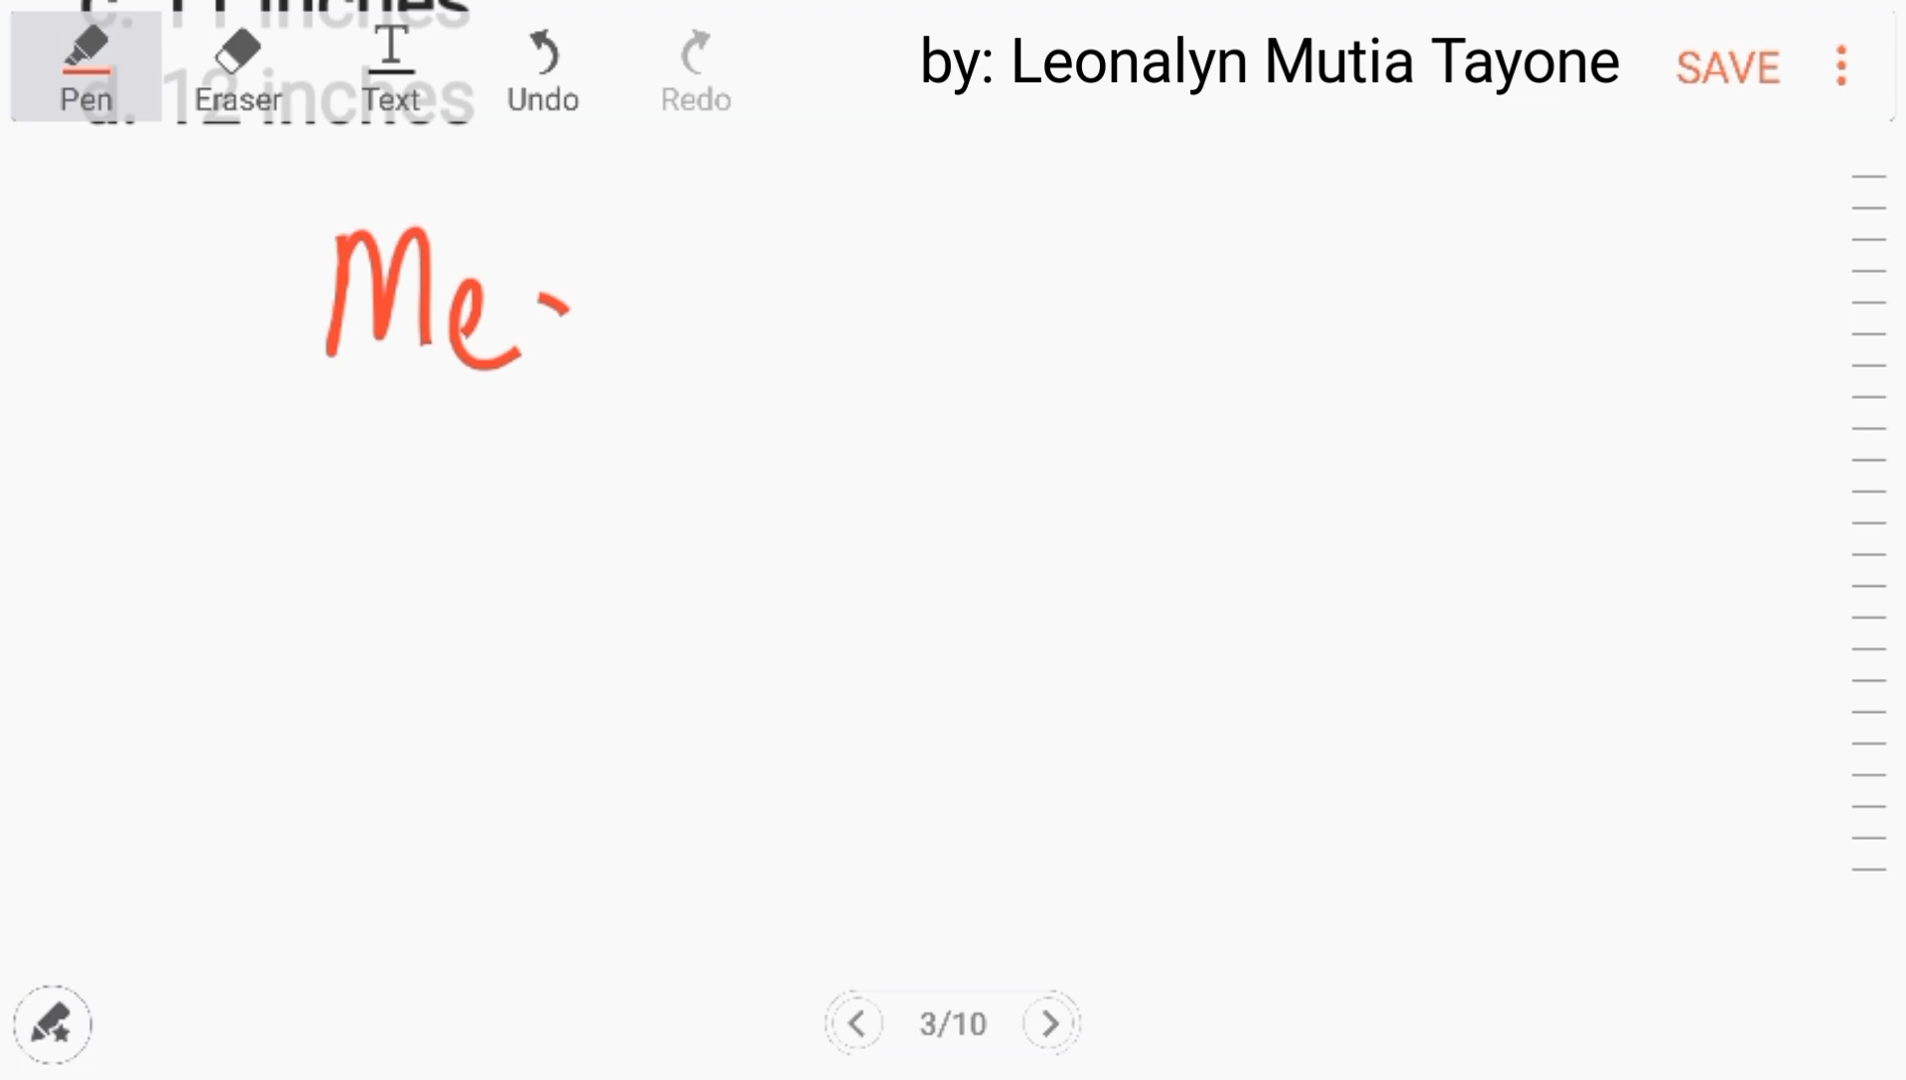 c. 11 inches
d. 12 inches
Pen Eraser Text Undo Redo
by: Leonalyn Mutia Tayone
SAVE
Me-
3/10